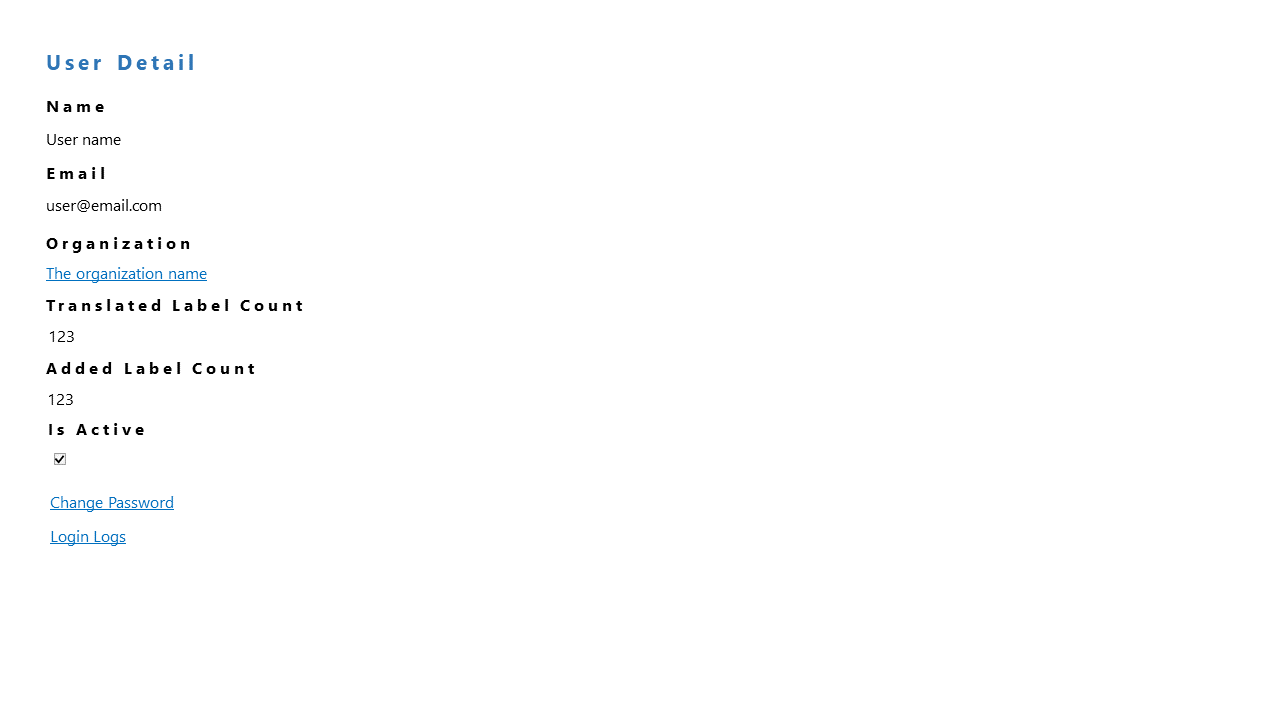 User Detail
Name
User name
Email
user@email.com
Organization
The organization name
Translated Label Count
123
Added Label Count
123
Is Active
Change Password
Login Logs